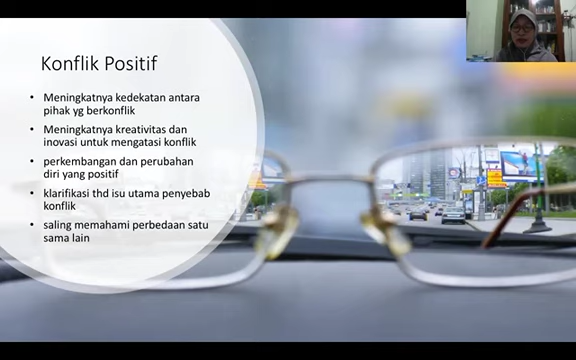 Konflik Positif
• Meningkatnya kedekatan antara
pihak yg berkonflik
• Meningkatnya kreativitas dan
inovasi untuk mengatasi konflik
• perkembangan dan perubahan
diri yang positif
• klarifikasi thd isu utama penyebab
konflik
• saling memahami perbedaan satu
sama lain